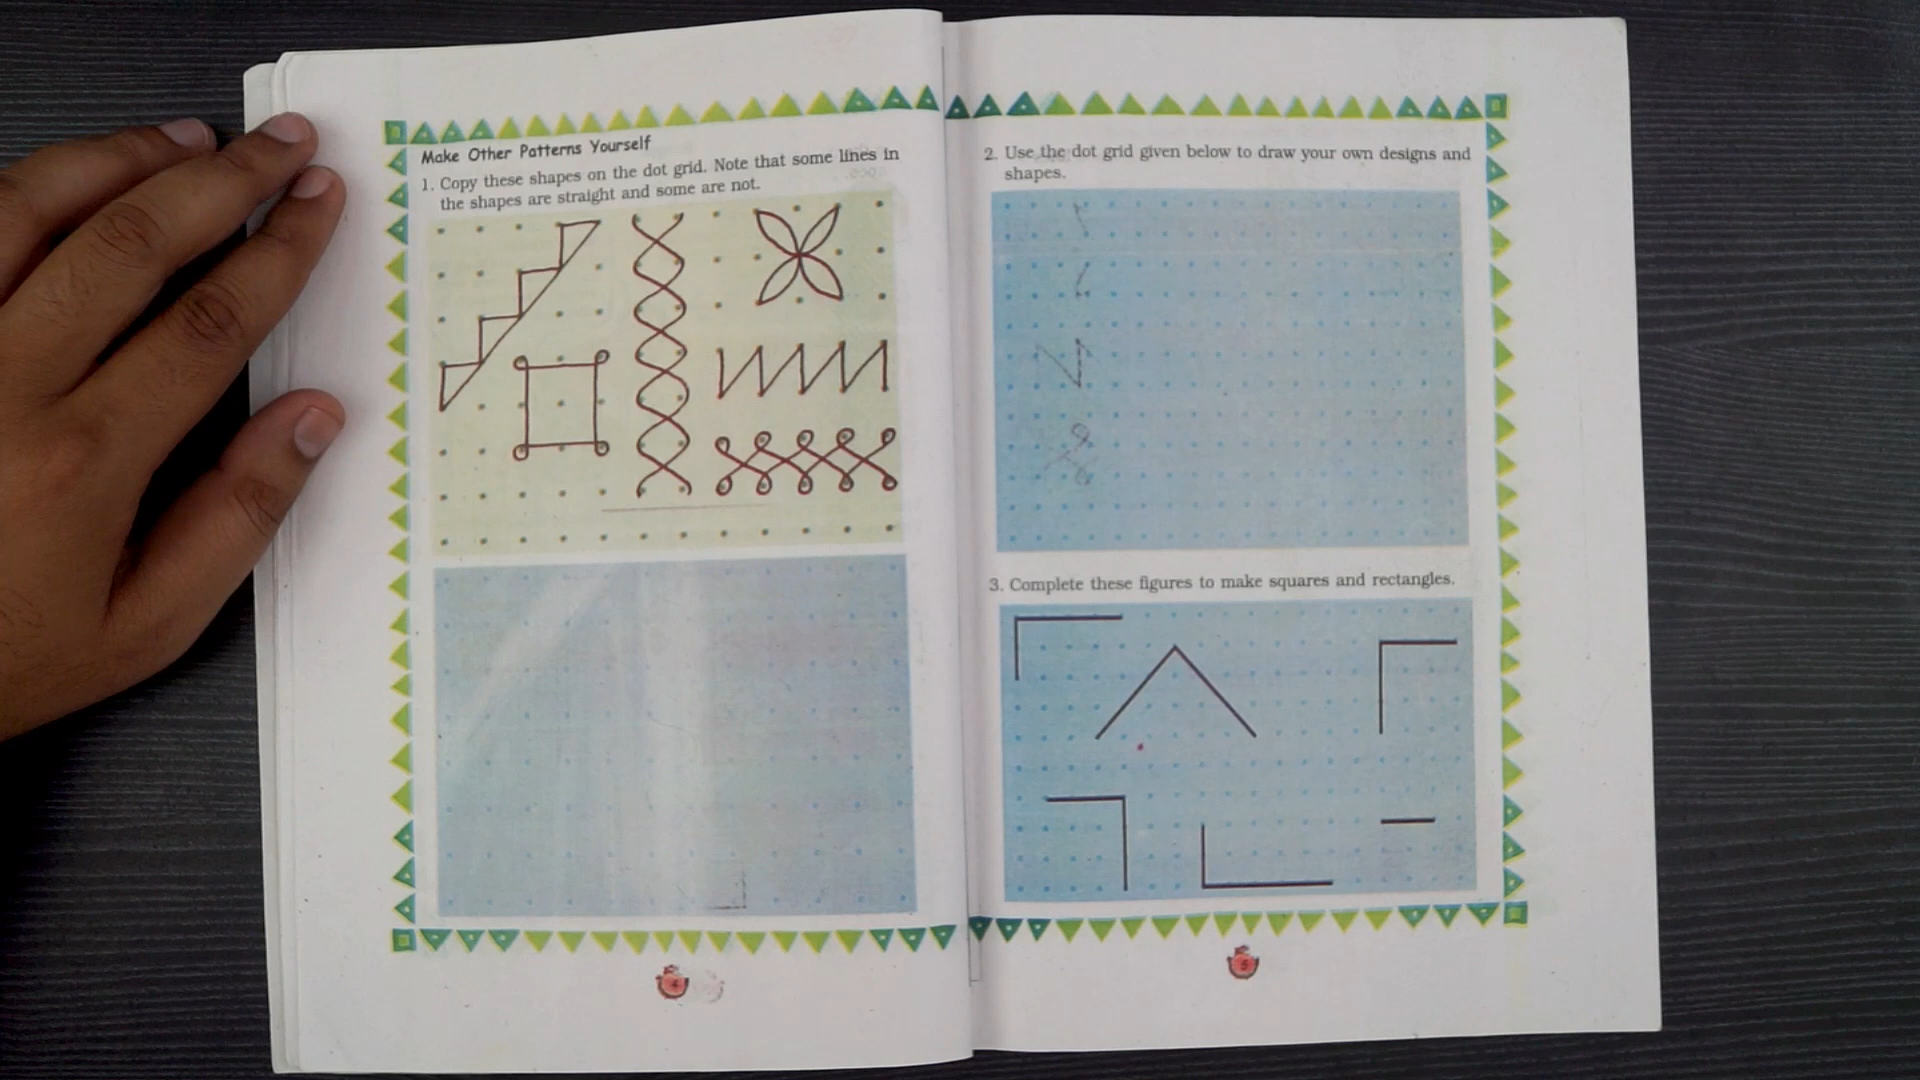 Make Other Patterns Yourself
1. Copy these shapes on the dot grid. Note that some lines in
the shapes are straight and some are not.
4
2. Use the dot grid given below to draw your own designs and
shapes.
3. Complete these figures to make squares and rectangles.
5